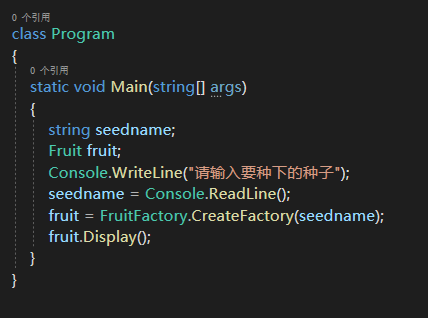 0 个引用
class Program
{
0 个引用
static void Main(string[] args)
{
string seedname;
Fruit fruit;
Console.WriteLine("请输入要种下的种子");
seedname = Console.ReadLine();
fruit = FruitFactory.CreateFactory(seedname);
fruit.Display();
}
}